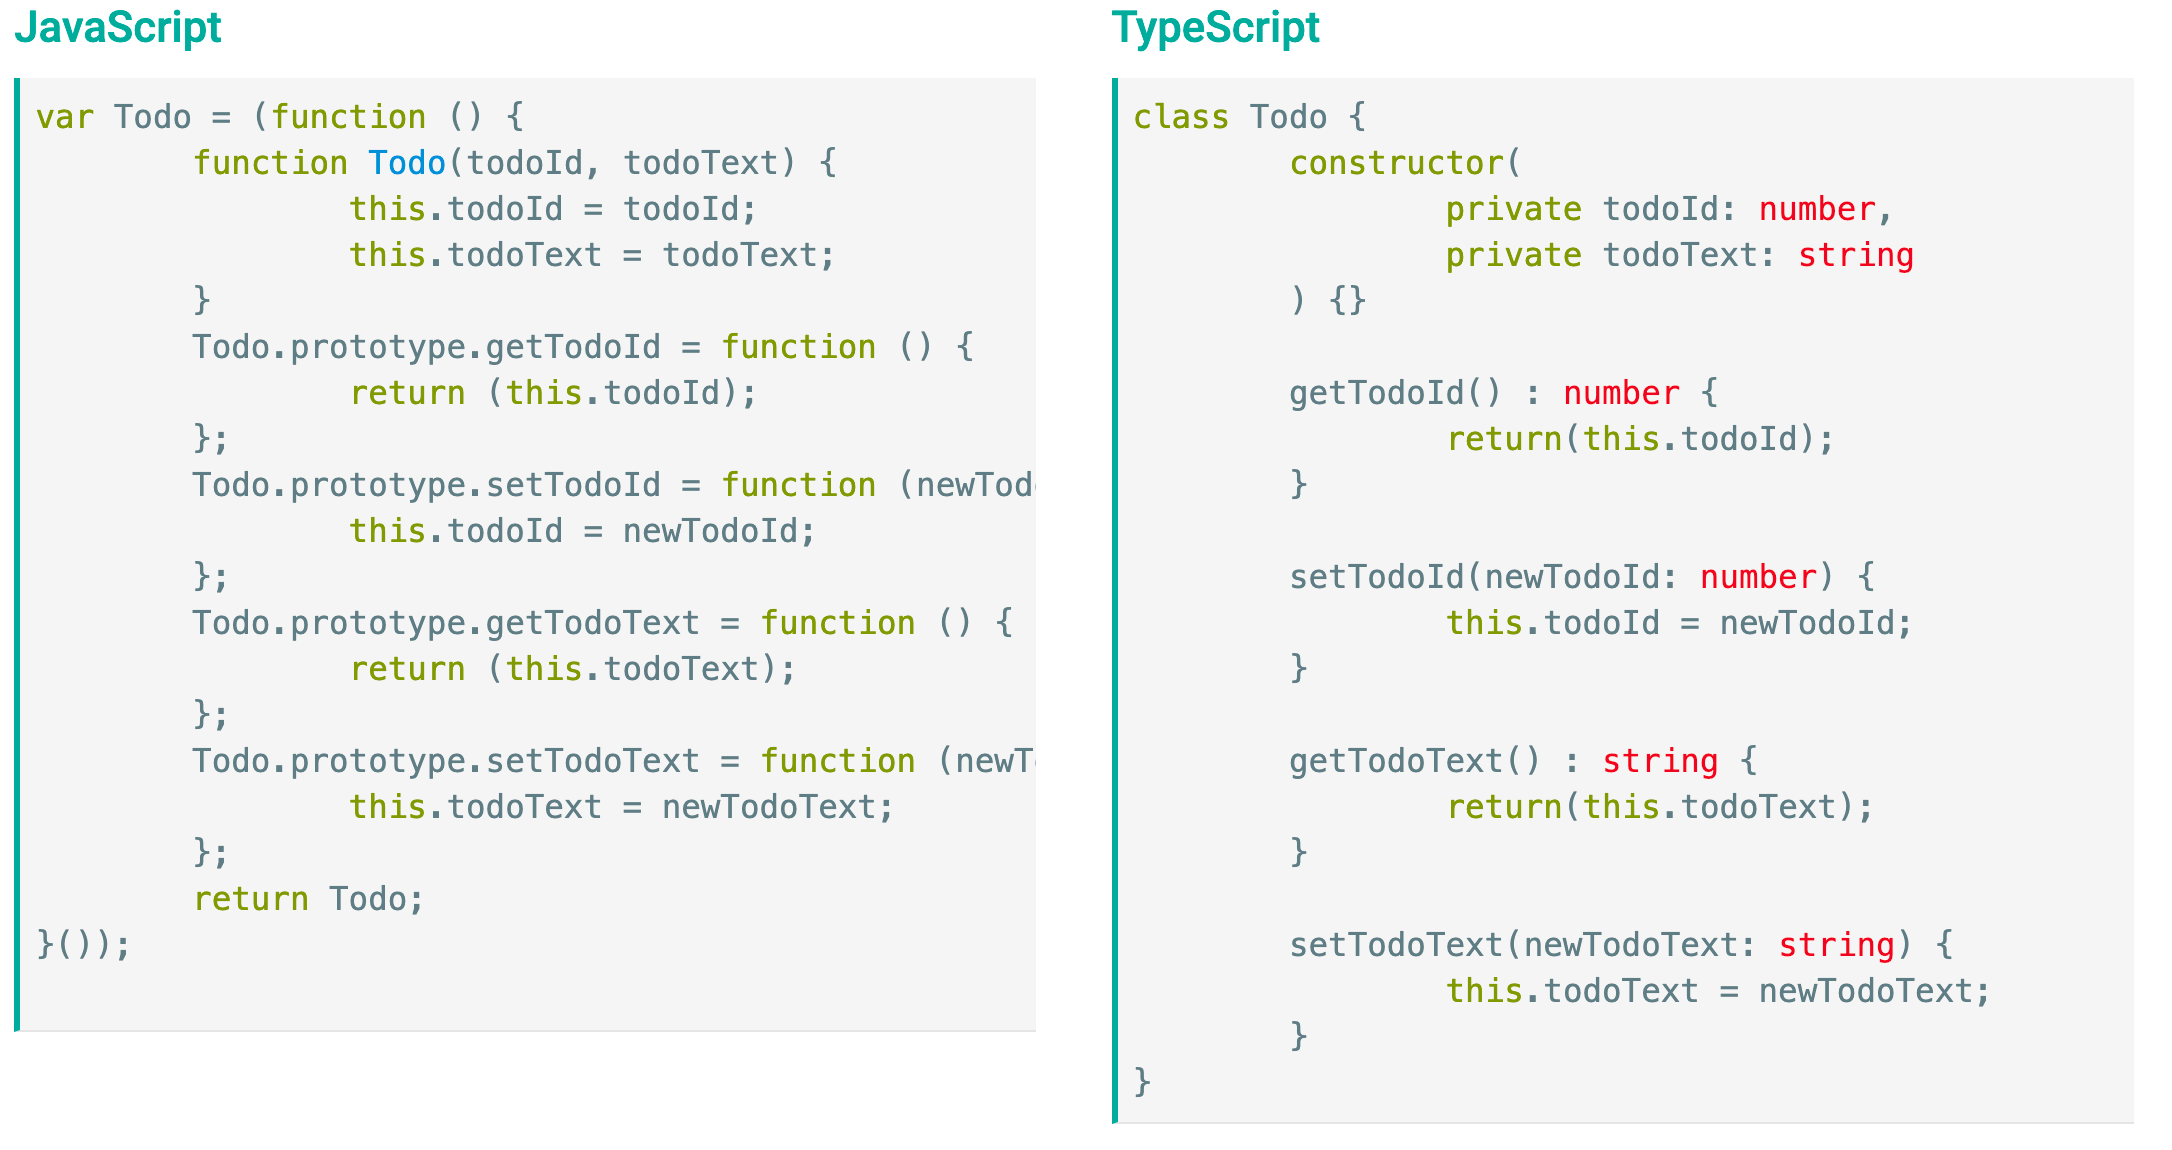 JavaScript
var Todo = (function () {
function Todo(todoId, todoText) {
this.todoId = todoId;
this.todoText = todoText;
}
Todo.prototype.getTodoId = function () {
return (this.todoId);
};
Todo.prototype.setTodoId = function (
this.todoId = newTodoId;
};
Todo.prototype.getTodoText = function () {
return (this.todoText);
};
Todo.prototype.setTodoText = function (
this.todoText = newTodoText;
};
return Todo;
}());
TypeScript
class Todo {
constructor(
private todoId: number,
private todoText: string
) {}
getTodoId() : number {
return(this.todoId);
}
setTodoId(newTodoId: number) {
this.todoId = newTodoId;
}
getTodoText() : string {
return(this.todoText);
}
setTodoText(newTodoText: string) {
this.todoText = newTodoText;
}
}